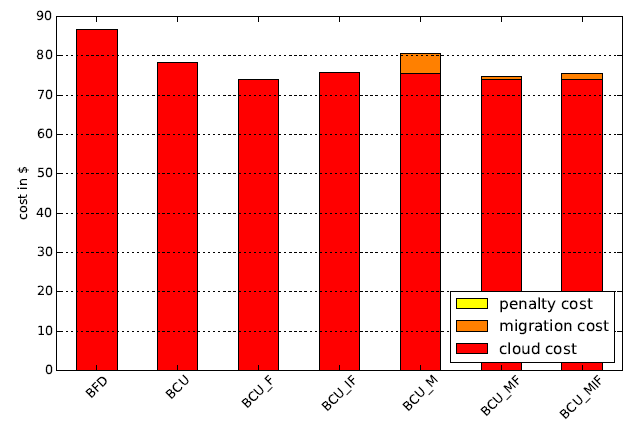 90
80
70
60
50
40
30
20
10
0
cost in $
penalty cost
migration cost
cloud cost
BFD
BCU
BCU_F
BCU_IF
BCU_M
BCU_MF
BCU_MIF